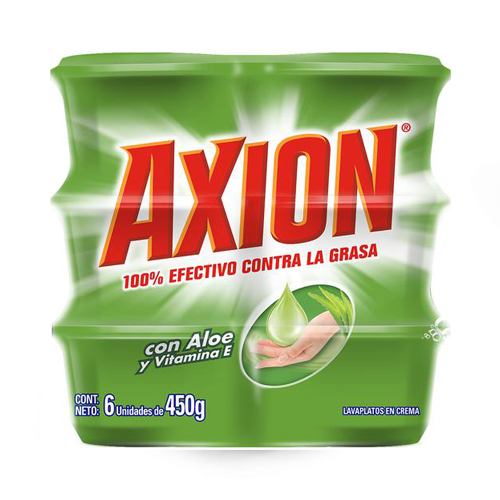 AXION®
100% EFECTIVO CONTRA LA GRASA
con Aloe
y Vitamina E
CONT.
NETO: 6 Unidades de 450g
LAVAPLATOS EN CREMA